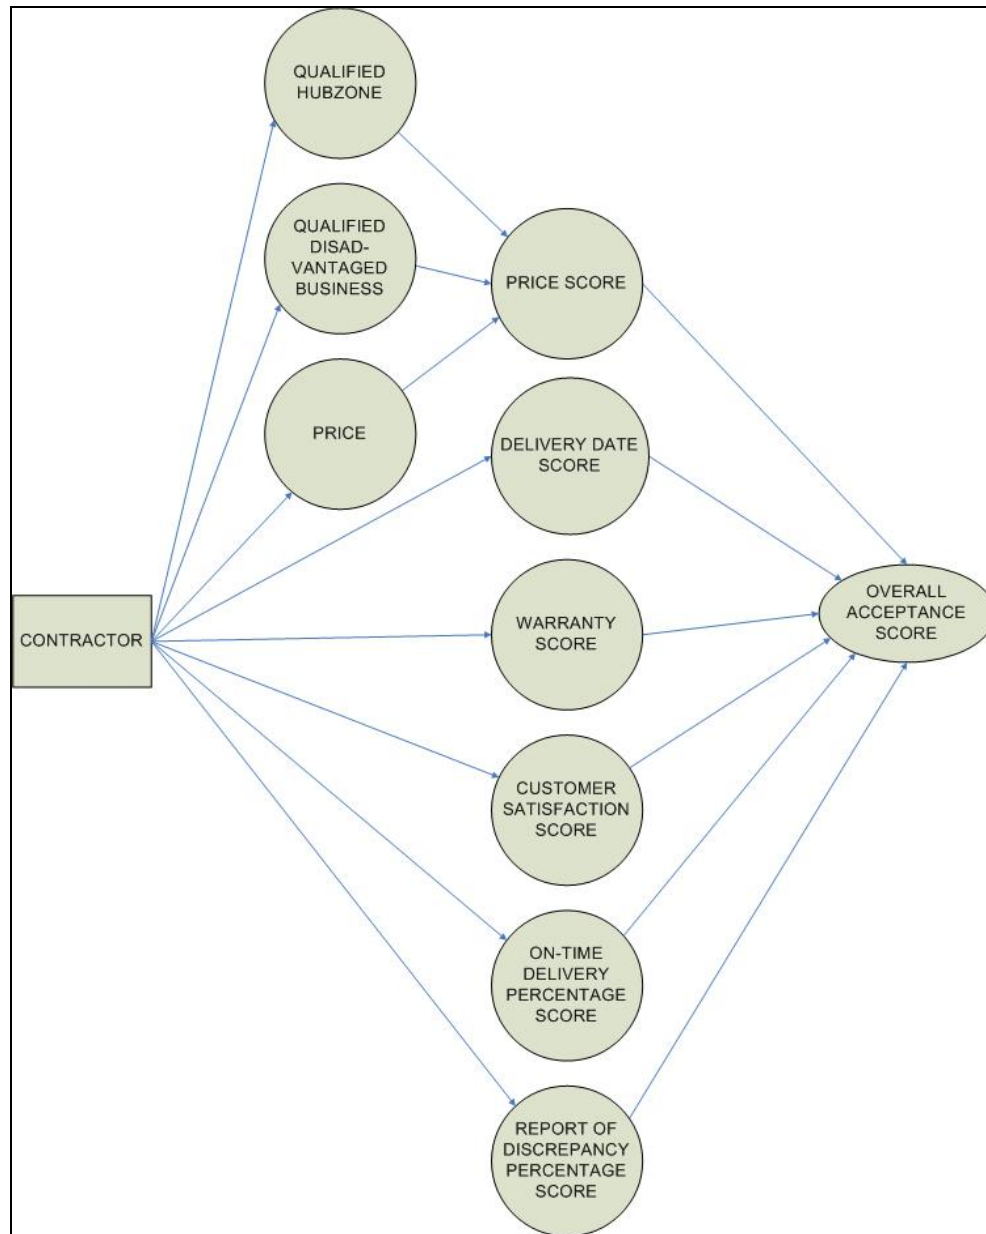 QUALIFIED
HUBZONE
QUALIFIED
DISAD-
VANTAGED
BUSINESS
PRICE SCORE
PRICE
DELIVERY DATE
SCORE
CONTRACTOR
WARRANTY
SCORE
OVERALL
ACCEPTANCE
SCORE
CUSTOMER
SATISFACTION
SCORE
ON-TIME
DELIVERY
PERCENTAGE
SCORE
REPORT OF
DISCREPANCY
PERCENTAGE
SCORE